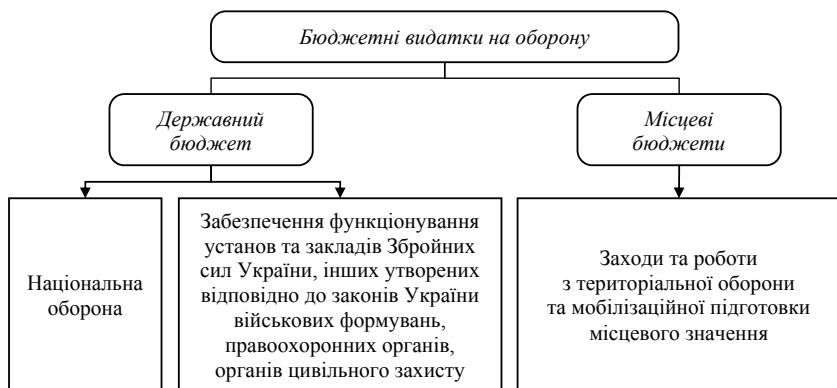 Бюджетні видатки на оборону
Державний
бюджет
Місцеві
бюджети
Національна
оборона
Забезпечення функціонування
установ та закладів Збройних
сил України, інших утворених
відповідно до законів України
військових формувань,
правоохоронних органів,
органів цивільного захисту
Заходи та роботи
з територіальної оборони
та мобілізаційної підготовки
місцевого значення